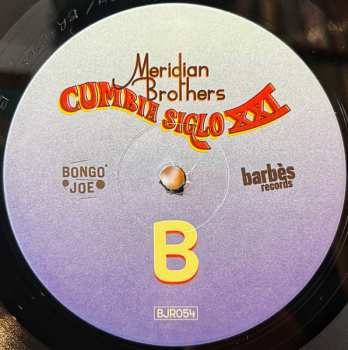 Meridian
Brothers
CUMBIA SIGLO XXI
BONGO
JOE
barbès
records
B
BJR054